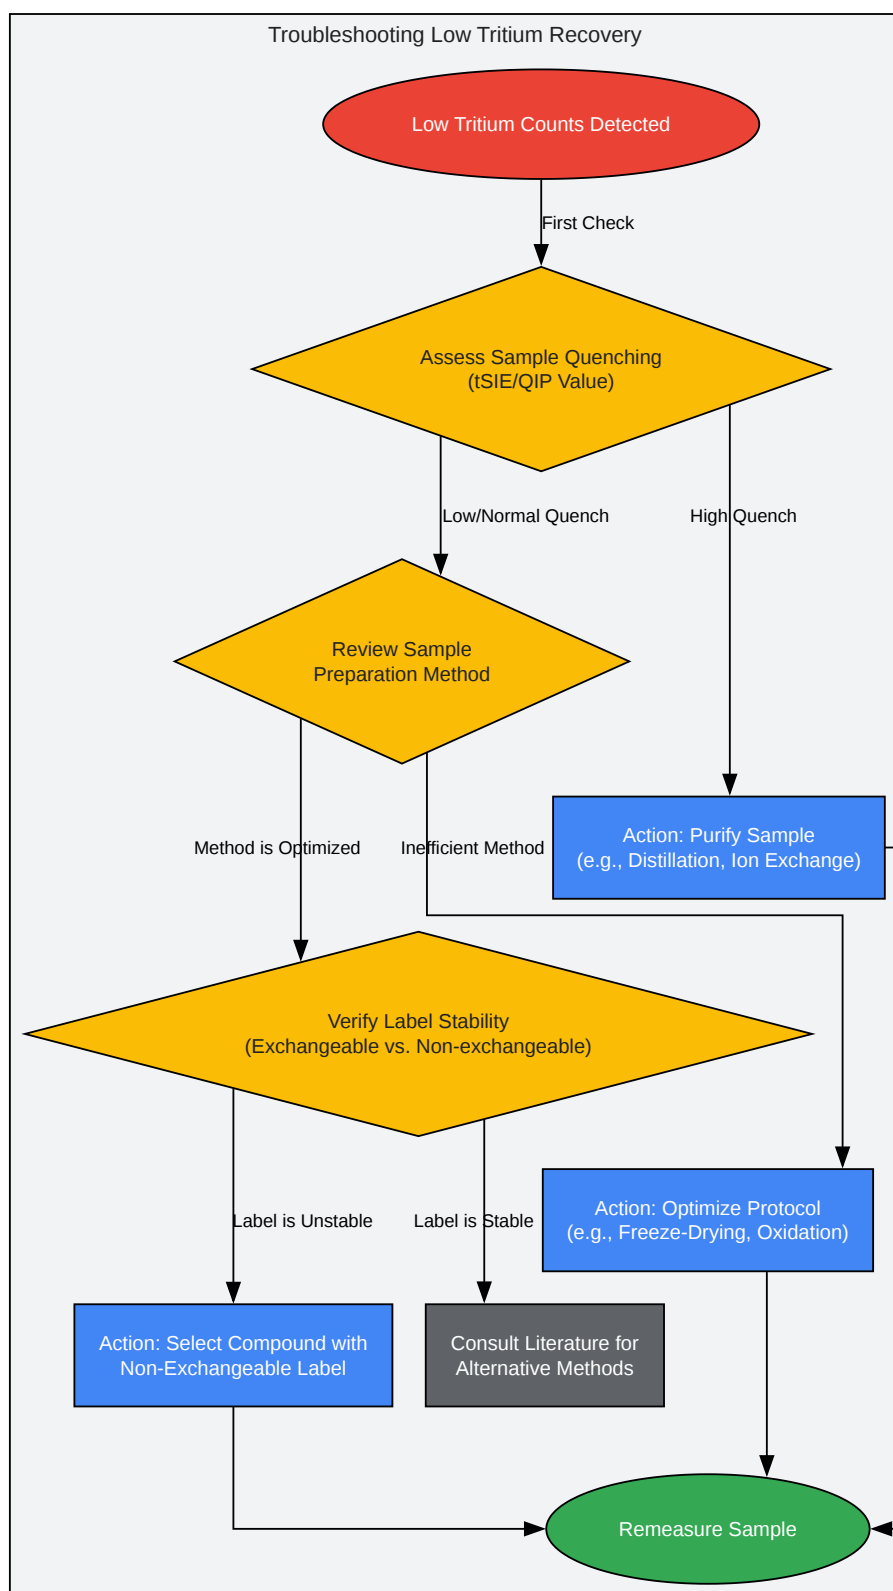 Troubleshooting Low Tritium Recovery
Low Tritium Counts Detected
First Check
Assess Sample Quenching
(tSIE/QIP Value)
Low/Normal Quench
High Quench
Review Sample
Preparation Method
Action: Purify Sample
(e.g., Distillation, Ion Exchange)
Method is Optimized
Inefficient Method
Verify Label Stability
(Exchangeable vs. Non-exchangeable)
Action: Optimize Protocol
(e.g., Freeze-Drying, Oxidation)
Label is Unstable
Label is Stable
Action: Select Compound with
Non-Exchangeable Label
Consult Literature for
Alternative Methods
Remeasure Sample